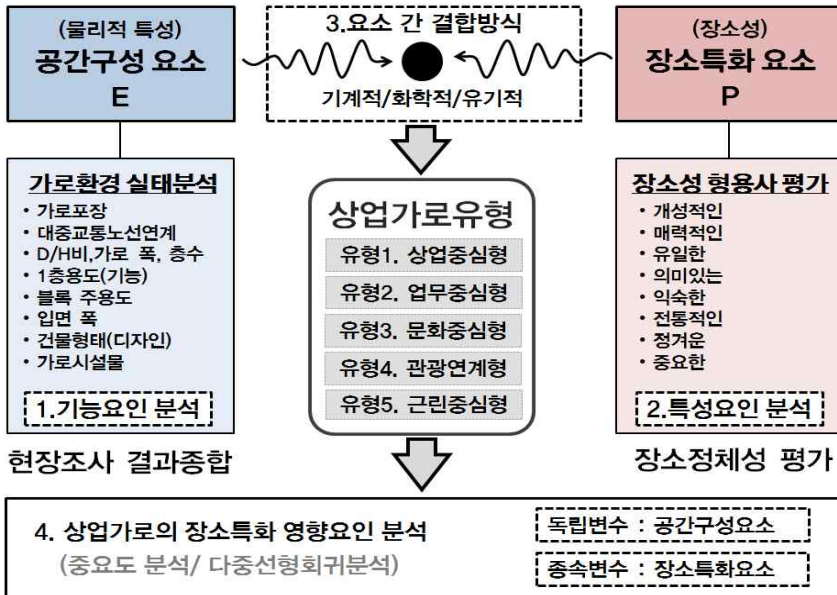 (물리적 특성)
공간구성 요소
E
3.요소 간 결합방식
기계적/화학적/유기적
(장소성)
장소특화 요소
P
가로환경 실태분석
• 가로포장
• 대중교통노선연계
• D/H비,가로 폭, 층수
• 1층용도(기능)
• 블록 주용도
• 입면 폭
• 건물형태(디자인)
• 가로시설물
1.기능요인 분석
현장조사 결과종합
상업가로유형
유형1. 상업중심형
유형2. 업무중심형
유형3. 문화중심형
유형4. 관광연계형
유형5. 근린중심형
장소성 형용사 평가
• 개성적인
• 매력적인
• 유일한
• 의미있는
• 익숙한
• 전통적인
• 정겨운
• 중요한
2.특성요인 분석
장소정체성 평가
4. 상업가로의 장소특화 영향요인 분석
(중요도 분석/ 다중선형회귀분석)
독립변수 : 공간구성요소
종속변수 : 장소특화요소